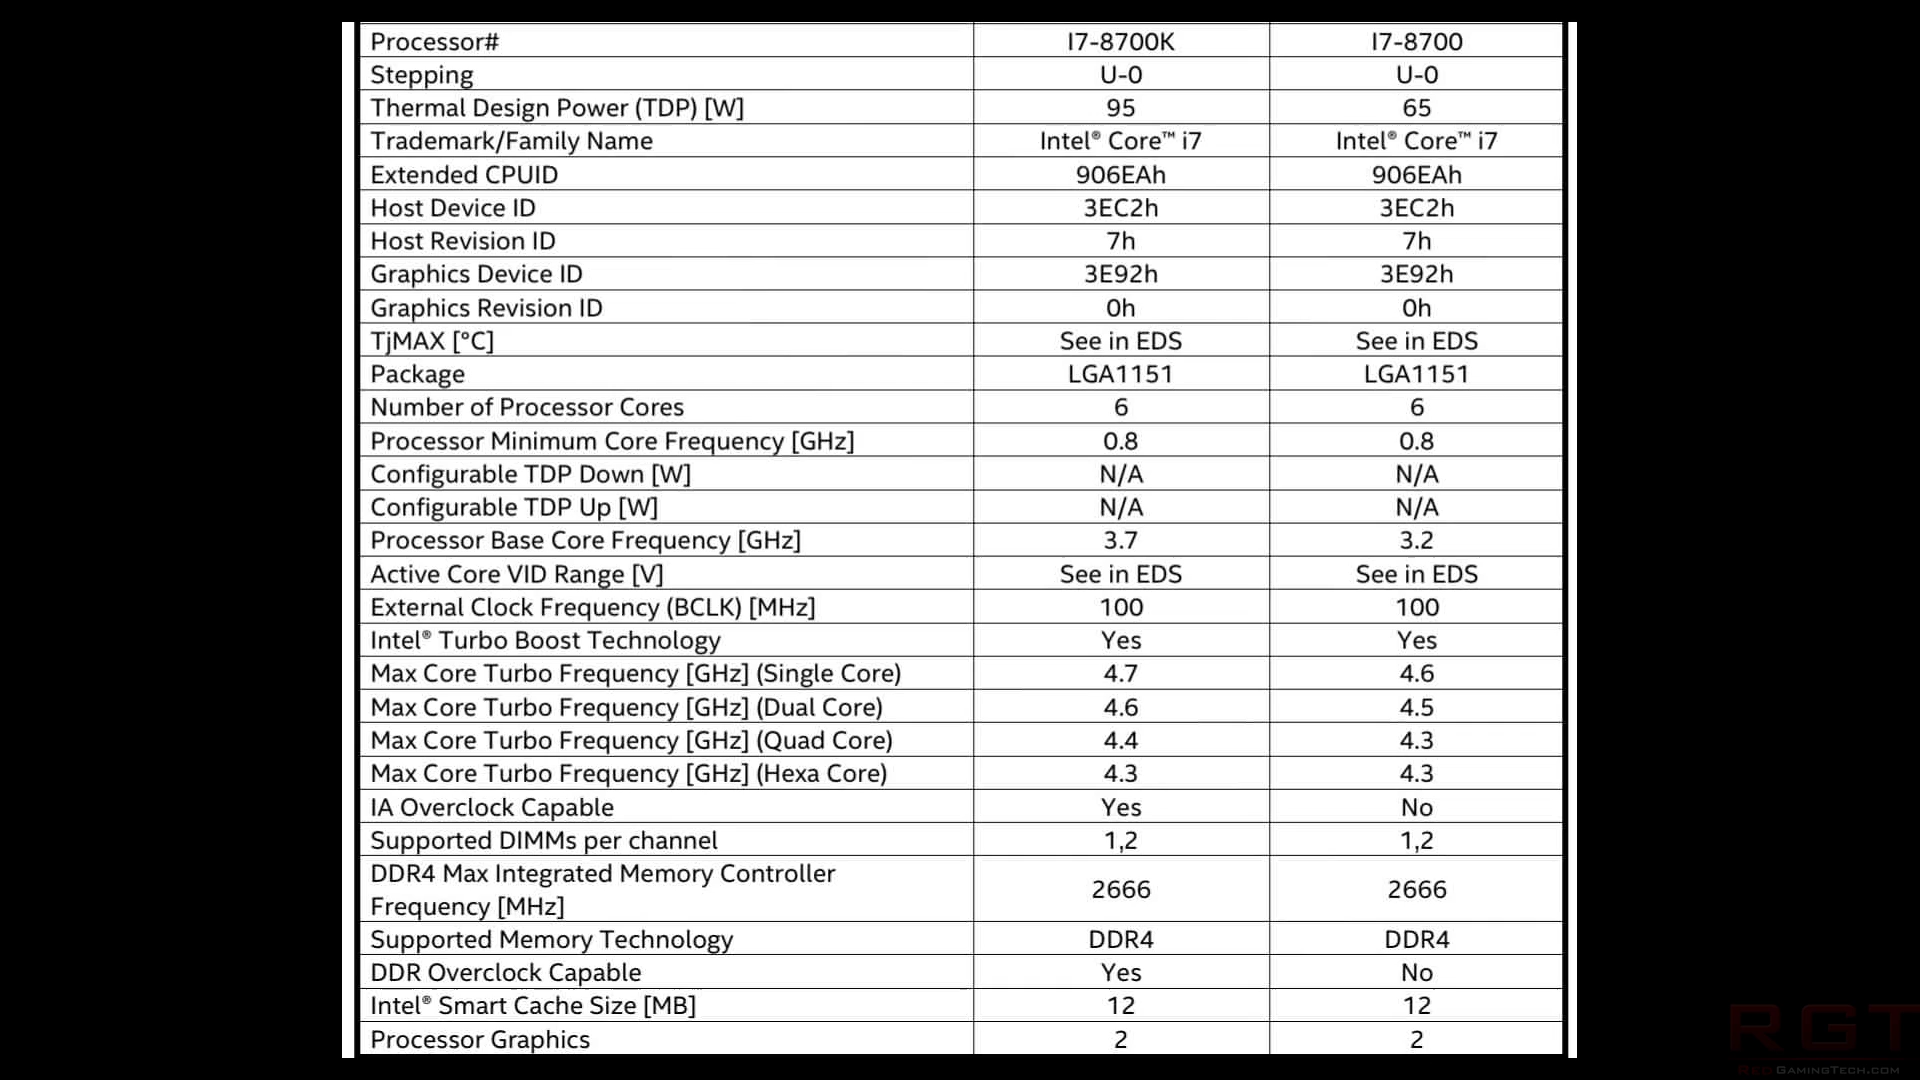 Processor# I7-8700K I7-8700
Stepping U-0 U-0
Thermal Design Power (TDP) [W] 95 65
Trademark/Family Name Intel® Core™ i7 Intel® Core™ i7
Extended CPUID 906EAh 906EAh
Host Device ID 3EC2h 3EC2h
Host Revision ID 7h 7h
Graphics Device ID 3E92h 3E92h
Graphics Revision ID 0h 0h
TjMAX [°C] See in EDS See in EDS
Package LGA1151 LGA1151
Number of Processor Cores 6 6
Processor Minimum Core Frequency [GHz] 0.8 0.8
Configurable TDP Down [W] N/A N/A
Configurable TDP Up [W] N/A N/A
Processor Base Core Frequency [GHz] 3.7 3.2
Active Core VID Range [V] See in EDS See in EDS
External Clock Frequency (BCLK) [MHz] 100 100
Intel® Turbo Boost Technology Yes Yes
Max Core Turbo Frequency [GHz] (Single Core) 4.7 4.6
Max Core Turbo Frequency [GHz] (Dual Core) 4.6 4.5
Max Core Turbo Frequency [GHz] (Quad Core) 4.4 4.3
Max Core Turbo Frequency [GHz] (Hexa Core) 4.3 4.3
IA Overclock Capable Yes No
Supported DIMMs per channel 1,2 1,2
DDR4 Max Integrated Memory Controller
Frequency [MHz] 2666 2666
Supported Memory Technology DDR4 DDR4
DDR Overclock Capable Yes No
Intel® Smart Cache Size [MB] 12 12
Processor Graphics 2 2
RGT
RedGamingTech.com